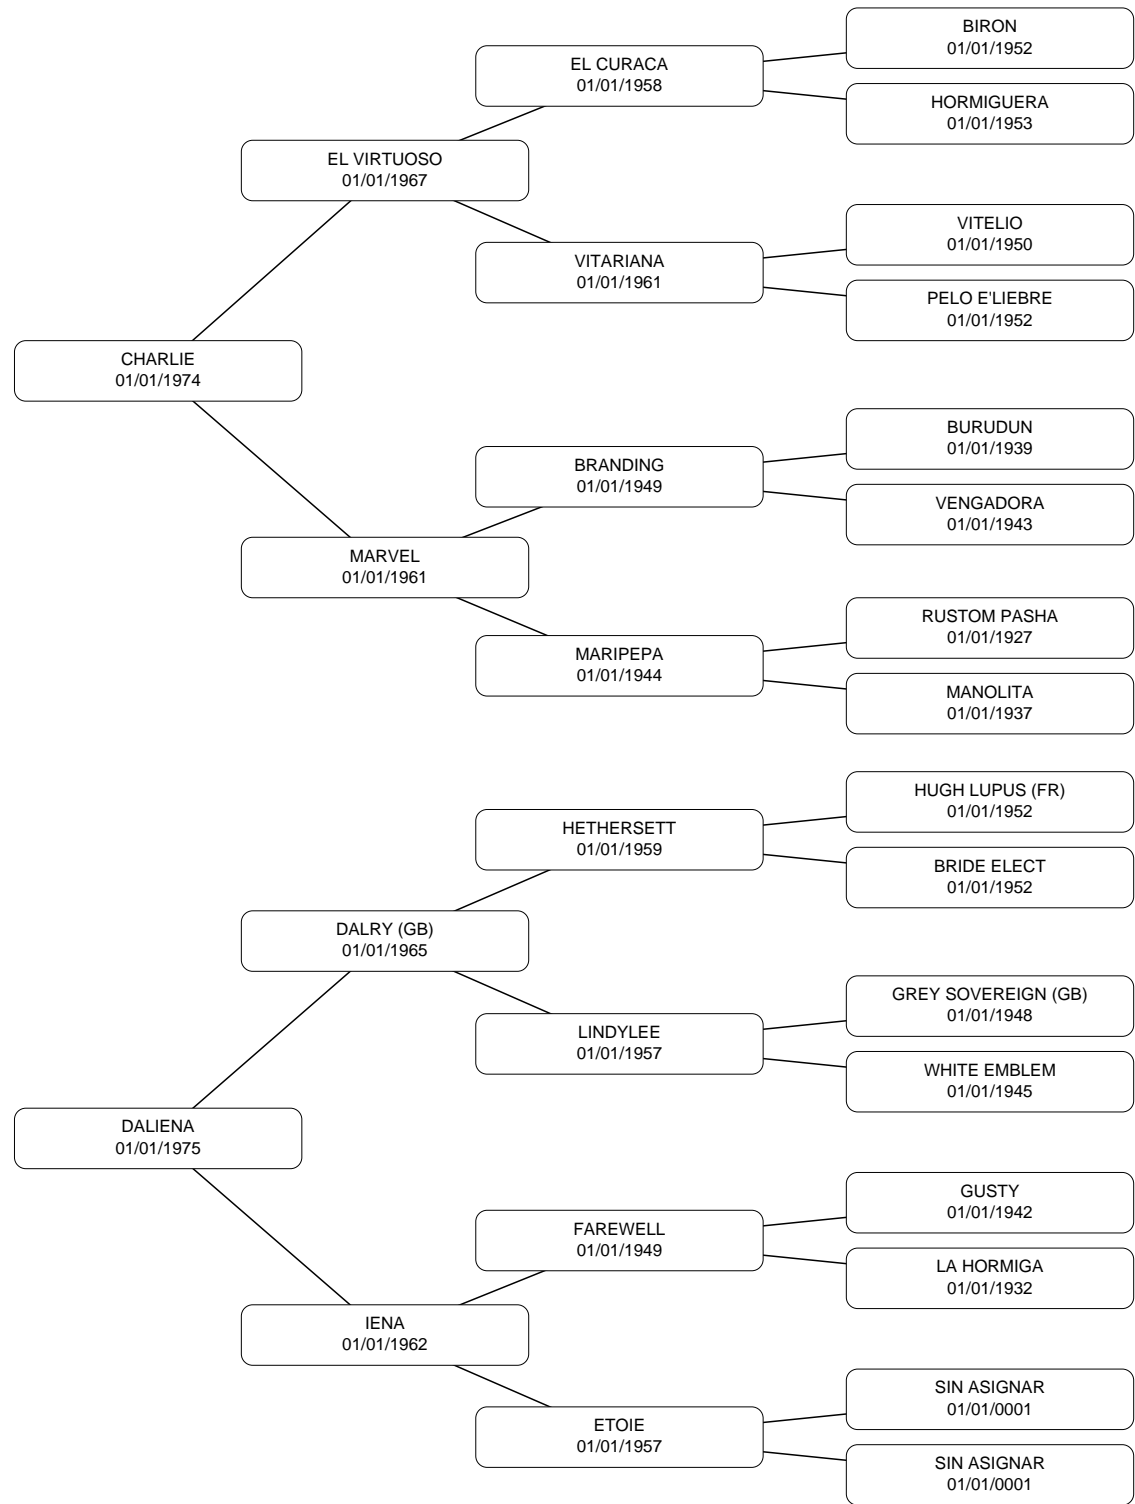 BIRON
01/01/1952
EL CURACA
01/01/1958
HORMIGUERA
01/01/1953
EL VIRTUOSO
01/01/1967
VITELIO
01/01/1950
VITARIANA
01/01/1961
PELO E'LIEBRE
01/01/1952
CHARLIE
01/01/1974
BURUDUN
01/01/1939
BRANDING
01/01/1949
VENGADORA
01/01/1943
MARVEL
01/01/1961
RUSTOM PASHA
01/01/1927
MARIPEPA
01/01/1944
MANOLITA
01/01/1937
HUGH LUPUS (FR)
01/01/1952
HETHERSETT
01/01/1959
BRIDE ELECT
01/01/1952
DALRY (GB)
01/01/1965
GREY SOVEREIGN (GB)
01/01/1948
LINDYLEE
01/01/1957
WHITE EMBLEM
01/01/1945
DALIENA
01/01/1975
GUSTY
01/01/1942
FAREWELL
01/01/1949
LA HORMIGA
01/01/1932
IENA
01/01/1962
SIN ASIGNAR
01/01/0001
ETOIE
01/01/1957
SIN ASIGNAR
01/01/0001